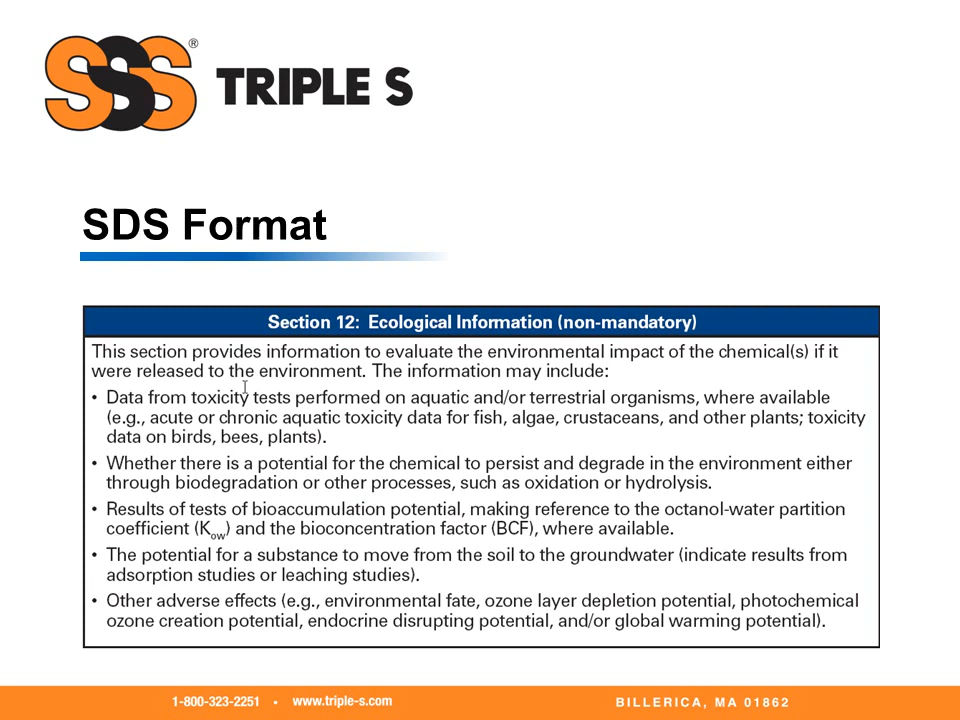 SSS®
TRIPLE S
SDS Format
Section 12: Ecological Information (non-mandatory)
This section provides information to evaluate the environmental impact of the chemical(s) if it
were released to the environment. The information may include:
• Data from toxicity tests performed on aquatic and/or terrestrial organisms, where available
(e.g., acute or chronic aquatic toxicity data for fish, algae, crustaceans, and other plants; toxicity
data on birds, bees, plants).
• Whether there is a potential for the chemical to persist and degrade in the environment either
through biodegradation or other processes, such as oxidation or hydrolysis.
• Results of tests of bioaccumulation potential, making reference to the octanol-water partition
coefficient (Kow) and the bioconcentration factor (BCF), where available.
• The potential for a substance to move from the soil to the groundwater (indicate results from
adsorption studies or leaching studies).
• Other adverse effects (e.g., environmental fate, ozone layer depletion potential, photochemical
ozone creation potential, endocrine disrupting potential, and/or global warming potential).
1-800-323-2251 • www.triple-s.com BILLERICA, MA 01862